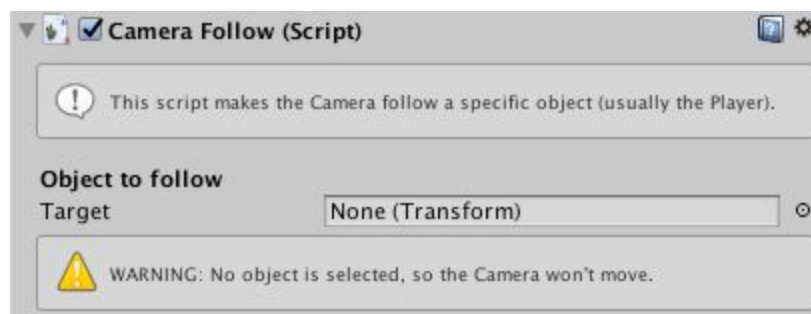 Camera Follow (Script)
This script makes the Camera follow a specific object (usually the Player).
Object to follow
Target None (Transform)
WARNING: No object is selected, so the Camera won't move.